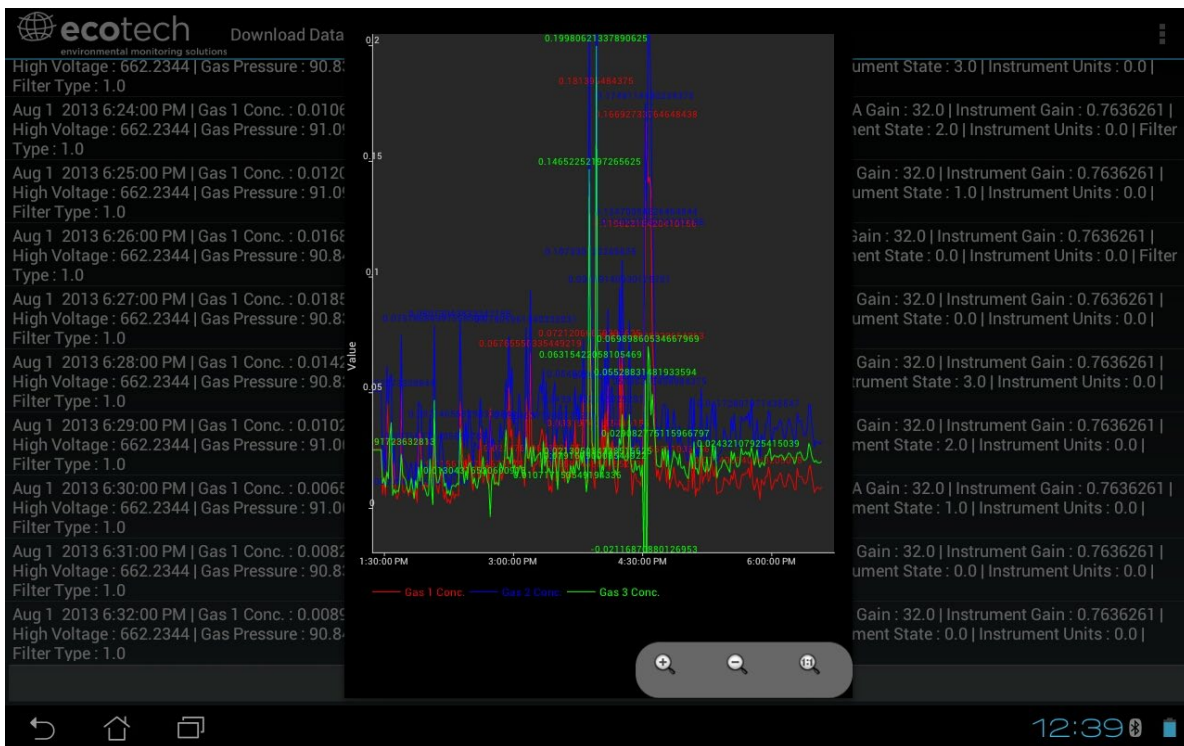 ecotech
environmental monitoring solutions
Download Data
High Voltage : 662.2344 | Gas Pressure : 90.8
ument State : 3.0 | Instrument Units : 0.0 |
Filter Type : 1.0
Aug 1 2013 6:24:00 PM | Gas 1 Conc. : 0.0106
A Gain : 32.0 | Instrument Gain : 0.7636261 |
High Voltage : 662.2344 | Gas Pressure : 91.0
ent State : 2.0 | Instrument Units : 0.0 | Filter
Type : 1.0
Aug 1 2013 6:25:00 PM | Gas 1 Conc. : 0.0120
Gain : 32.0 | Instrument Gain : 0.7636261 |
High Voltage : 662.2344 | Gas Pressure : 91.0
ument State : 1.0 | Instrument Units : 0.0 |
Filter Type : 1.0
Aug 1 2013 6:26:00 PM | Gas 1 Conc. : 0.0168
Gain : 32.0 | Instrument Gain : 0.7636261 |
High Voltage : 662.2344 | Gas Pressure : 90.8
ent State : 0.0 | Instrument Units : 0.0 | Filter
Type : 1.0
Aug 1 2013 6:27:00 PM | Gas 1 Conc. : 0.0185
Gain : 32.0 | Instrument Gain : 0.7636261 |
High Voltage : 662.2344 | Gas Pressure : 90.8
ument State : 0.0 | Instrument Units : 0.0 |
Filter Type : 1.0
Aug 1 2013 6:28:00 PM | Gas 1 Conc. : 0.0142
Gain : 32.0 | Instrument Gain : 0.7636261 |
High Voltage : 662.2344 | Gas Pressure : 90.8
trument State : 3.0 | Instrument Units : 0.0 |
Filter Type : 1.0
Aug 1 2013 6:29:00 PM | Gas 1 Conc. : 0.0102
Gain : 32.0 | Instrument Gain : 0.7636261 |
High Voltage : 662.2344 | Gas Pressure : 91.0
ment State : 2.0 | Instrument Units : 0.0 |
Filter Type : 1.0
Aug 1 2013 6:30:00 PM | Gas 1 Conc. : 0.0065
A Gain : 32.0 | Instrument Gain : 0.7636261 |
High Voltage : 662.2344 | Gas Pressure : 91.0
ment State : 1.0 | Instrument Units : 0.0 |
Filter Type : 1.0
Aug 1 2013 6:31:00 PM | Gas 1 Conc. : 0.0082
Gain : 32.0 | Instrument Gain : 0.7636261 |
High Voltage : 662.2344 | Gas Pressure : 90.8
ument State : 0.0 | Instrument Units : 0.0 |
Filter Type : 1.0
Aug 1 2013 6:32:00 PM | Gas 1 Conc. : 0.0089
Gain : 32.0 | Instrument Gain : 0.7636261 |
High Voltage : 662.2344 | Gas Pressure : 90.8
ment State : 0.0 | Instrument Units : 0.0 |
Filter Type : 1.0
0.2
0.15
0.1
0.05
0
Value
0.19980621337890625
0.14652252197265625
0.06989860534667969
0.06315422058105469
0.05528831481933594
0.029082775115966797
0.02432107925415039
91723632813
1:30:00 PM
3:00:00 PM
4:30:00 PM
6:00:00 PM
Gas 1 Conc.
Gas 2 Conc.
Gas 3 Conc.
1:1
12:39